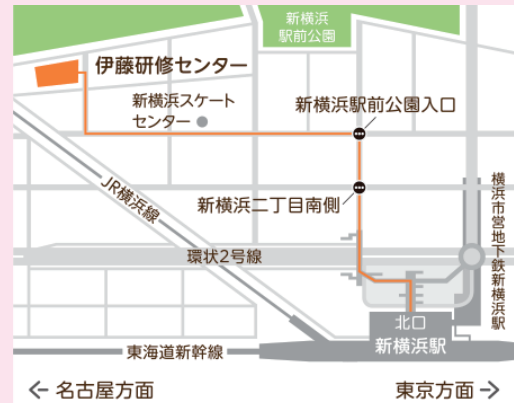 新横浜
駅前公園
伊藤研修センター
新横浜スケート
センター
新横浜駅前公園入口
JR横浜線
新横浜二丁目南側
横浜市営地下鉄新横浜駅
環状2号線
北口
新横浜駅
東海道新幹線
← 名古屋方面
東京方面 →